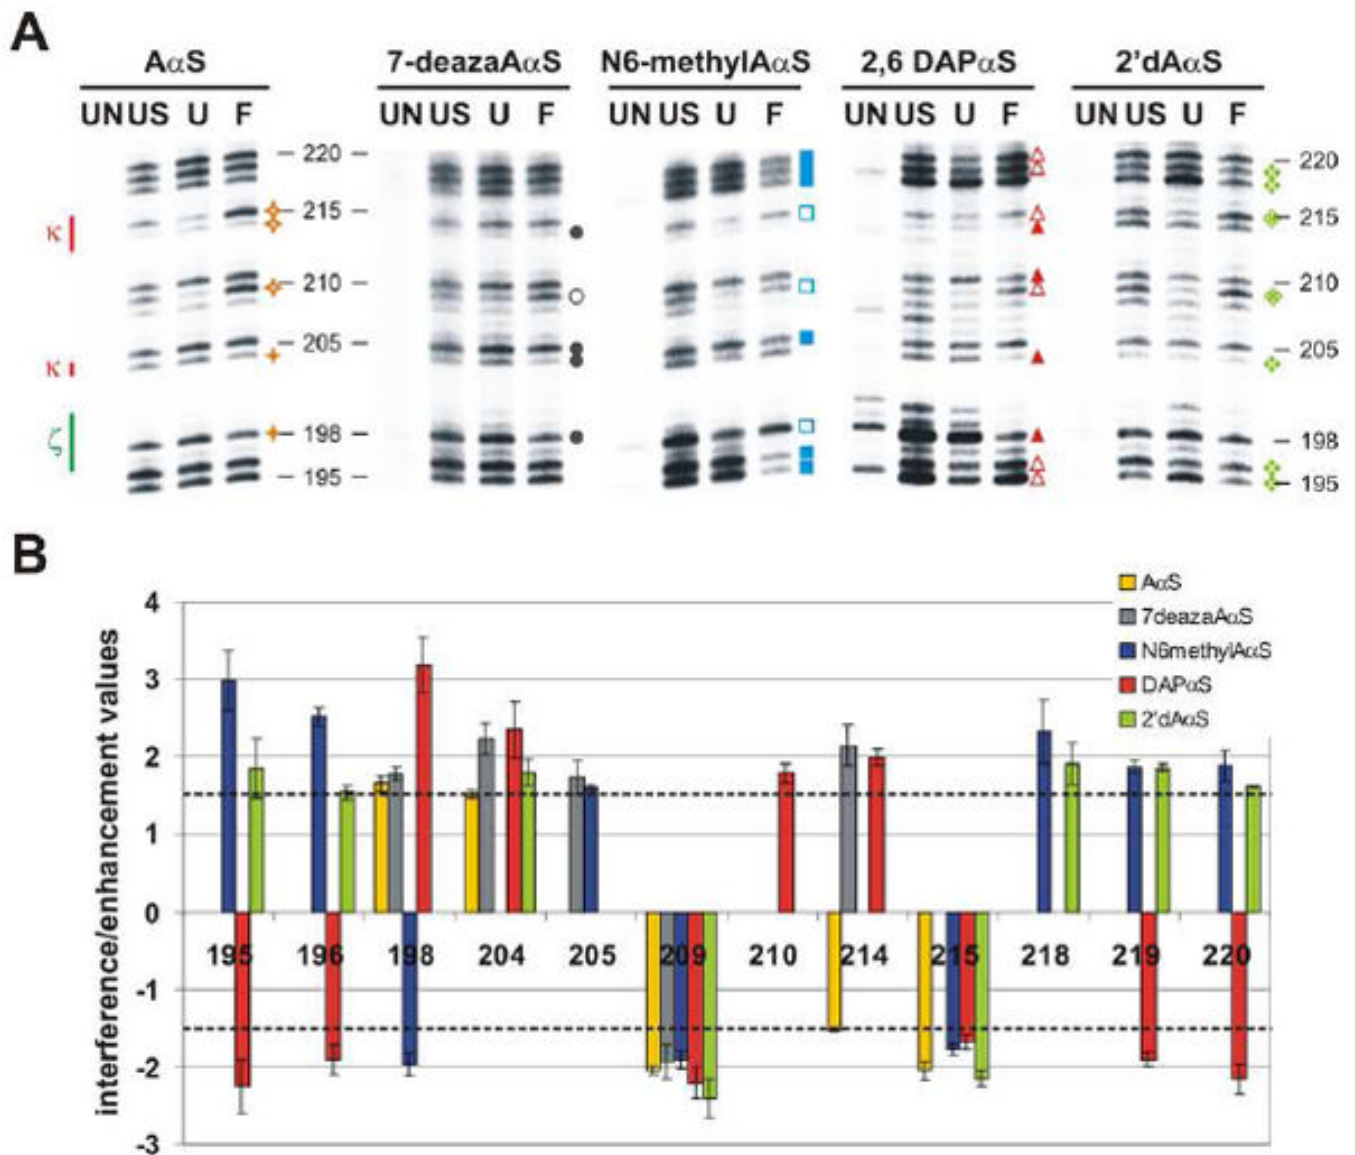 A
AαS 7-deazaAαS N6-methylAαS 2,6 DAPαS 2'dAαS
UN US U F UN US U F UN US U F UN US U F UN US U F
220 220
215 215
κ
210 210
205 205
κ
ζ
198 198
195 195
B
AαS
7deazaAαS
N6methylAαS
DAPαS
2'dAαS
interference/enhancement values
4
3
2
1
0
195 196 198 204 205 209 210 214 215 218 219 220
-1
-2
-3